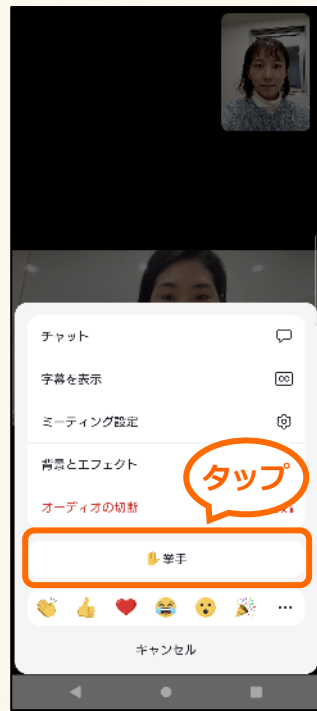 チャット
字幕を表示
CC
ミーティング設定
背景とエフェクト
タップ
オーディオの切断
挙手
キャンセル